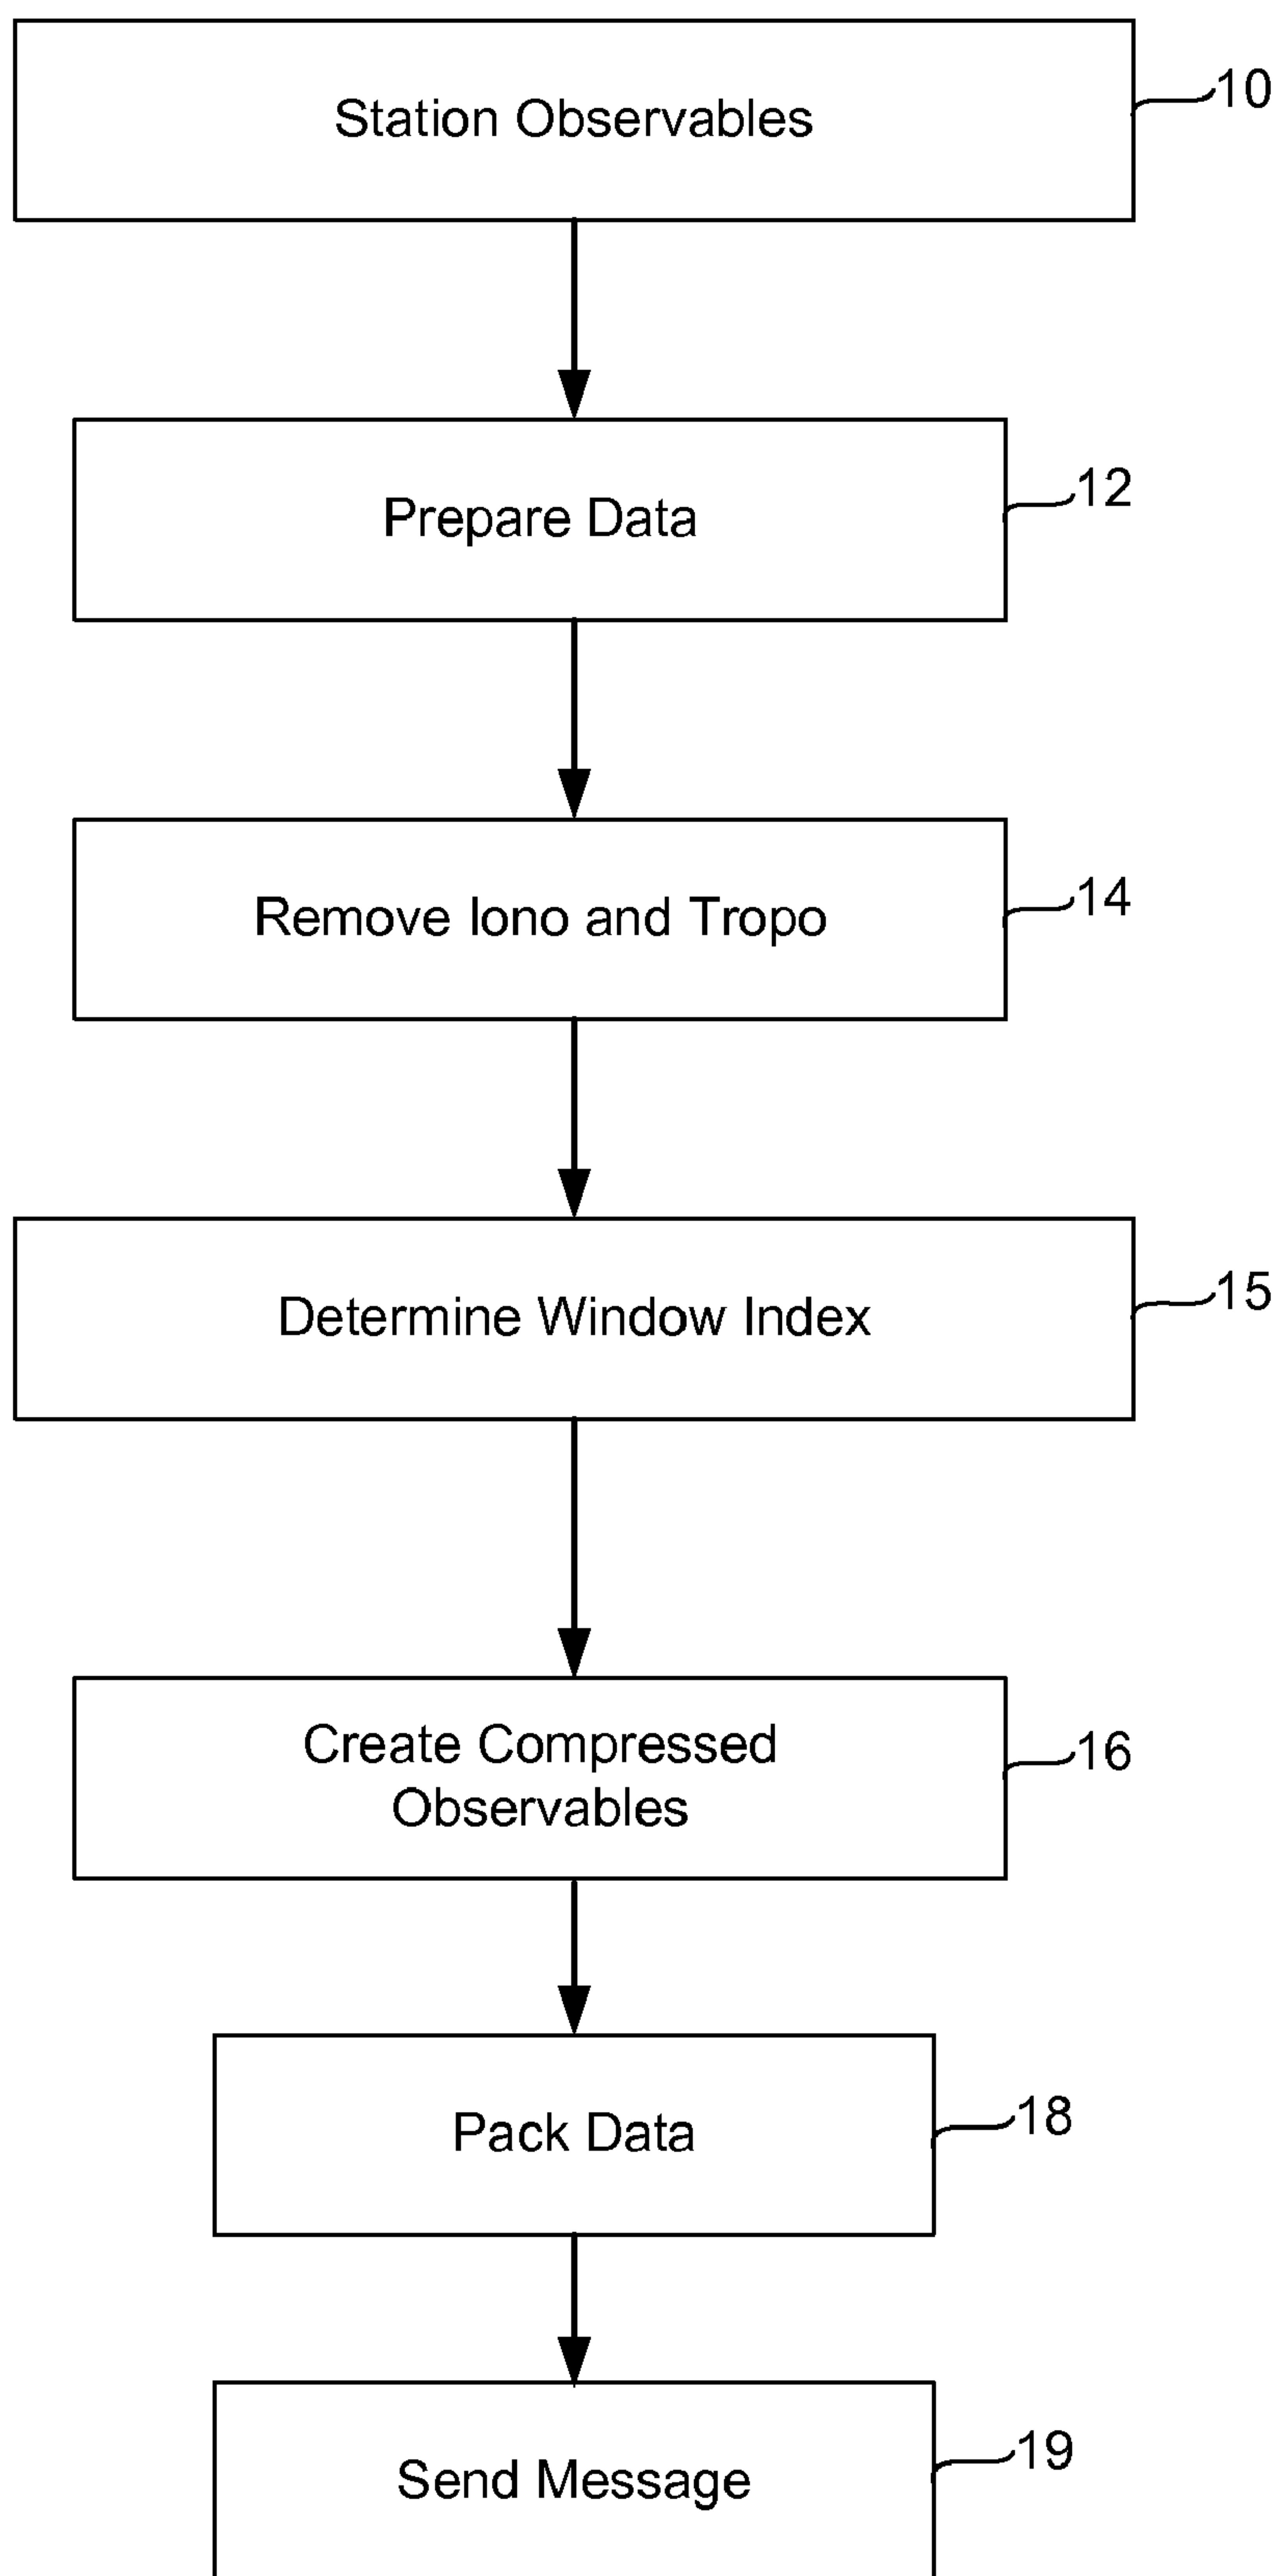 Station Observables
10
Prepare Data
12
Remove Iono and Tropo
14
Determine Window Index
15
Create Compressed
Observables
16
Pack Data
18
Send Message
19